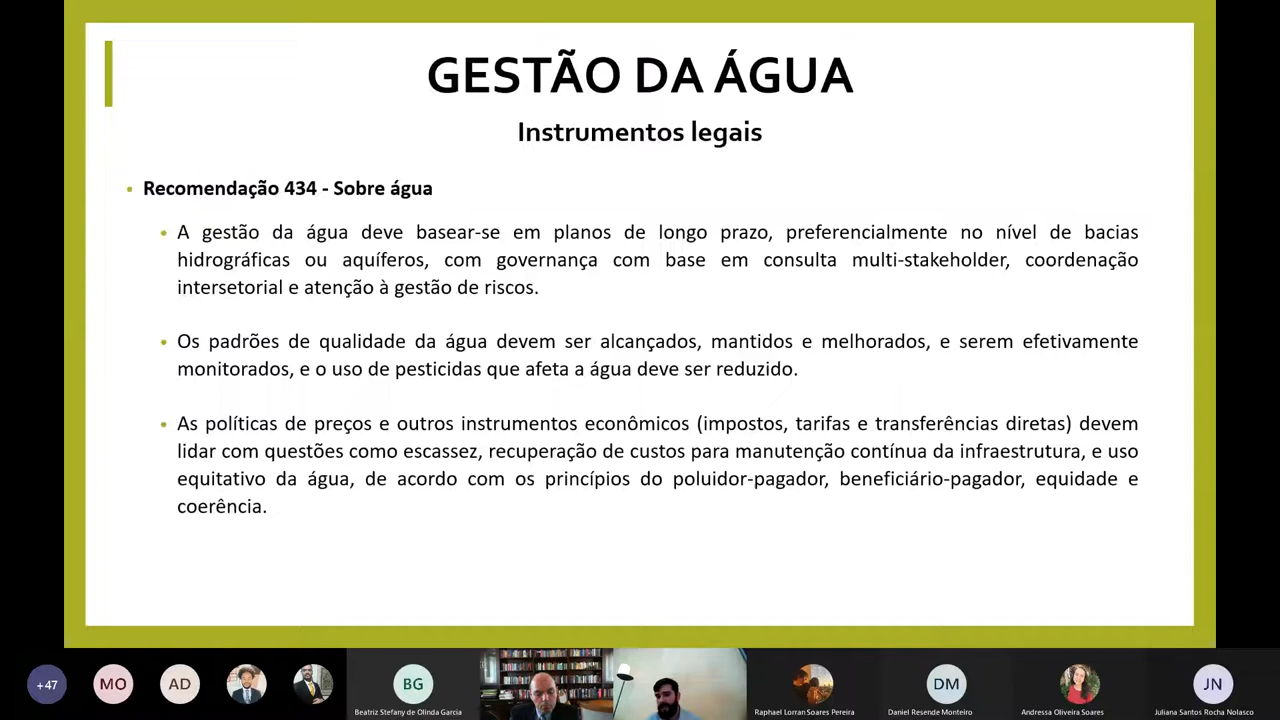 GESTÃO DA ÁGUA
Instrumentos legais
• Recomendação 434 - Sobre água
• A gestão da água deve basear-se em planos de longo prazo, preferencialmente no nível de bacias
hidrográficas ou aquíferos, com governança com base em consulta multi-stakeholder, coordenação
intersetorial e atenção à gestão de riscos.
• Os padrões de qualidade da água devem ser alcançados, mantidos e melhorados, e serem efetivamente
monitorados, e o uso de pesticidas que afeta a água deve ser reduzido.
• As políticas de preços e outros instrumentos econômicos (impostos, tarifas e transferências diretas) devem
lidar com questões como escassez, recuperação de custos para manutenção contínua da infraestrutura, e uso
equitativo da água, de acordo com os princípios do poluidor-pagador, beneficiário-pagador, equidade e
coerência.
+47 MO AD BG DM JN
Beatriz Stefany de Olinda Garcia Raphael Lorran Soares Pereira Daniel Resende Monteiro Andressa Oliveira Soares Juliana Santos Rocha Nolasco